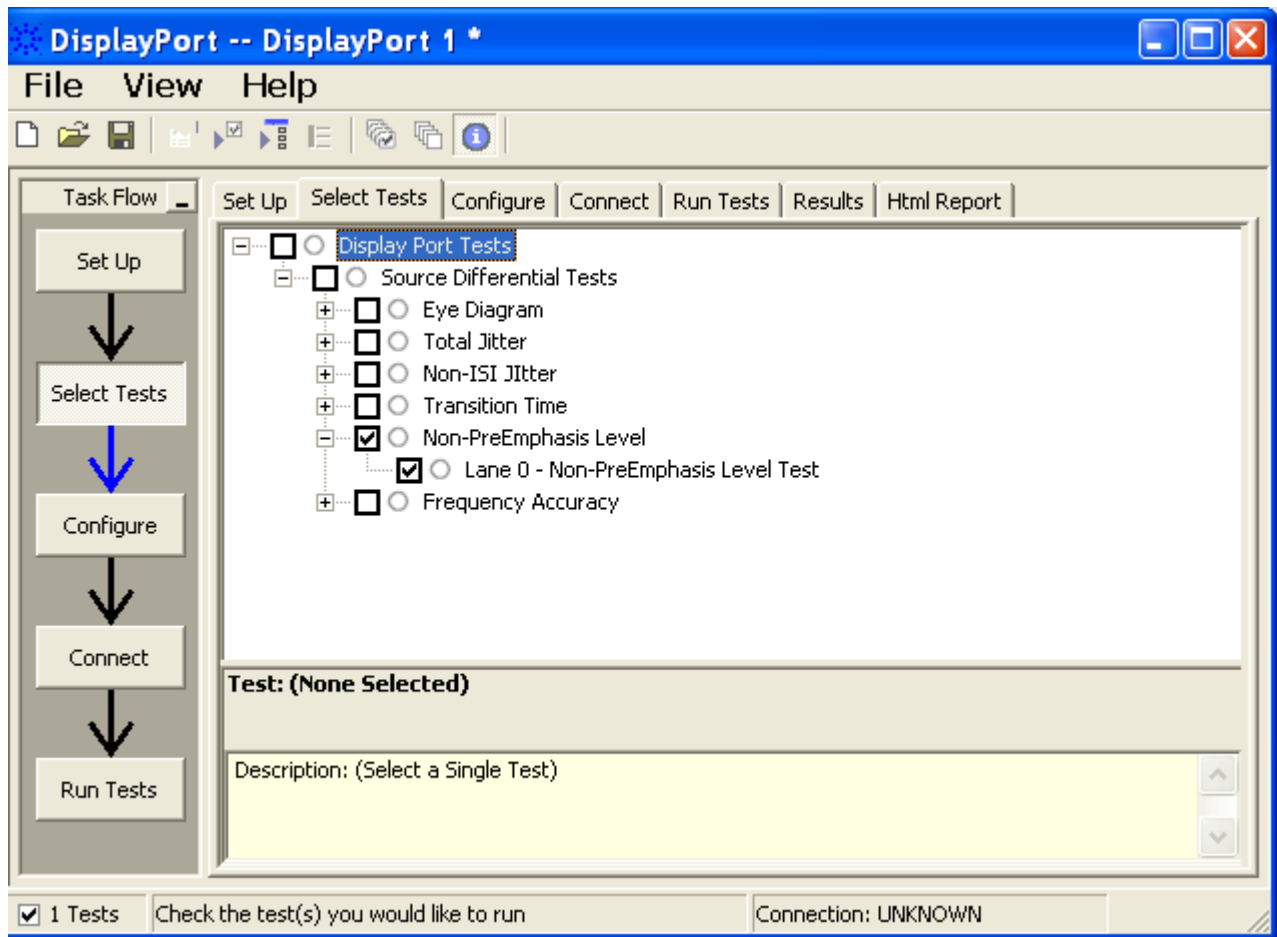 DisplayPort -- DisplayPort 1 *
File View Help
Task Flow
Set Up Select Tests Configure Connect Run Tests Results Html Report
Set Up
Select Tests
Configure
Connect
Run Tests
Display Port Tests
Source Differential Tests
Eye Diagram
Total Jitter
Non-ISI JItter
Transition Time
Non-PreEmphasis Level
Lane 0 - Non-PreEmphasis Level Test
Frequency Accuracy
Test: (None Selected)
Description: (Select a Single Test)
1 Tests Check the test(s) you would like to run Connection: UNKNOWN